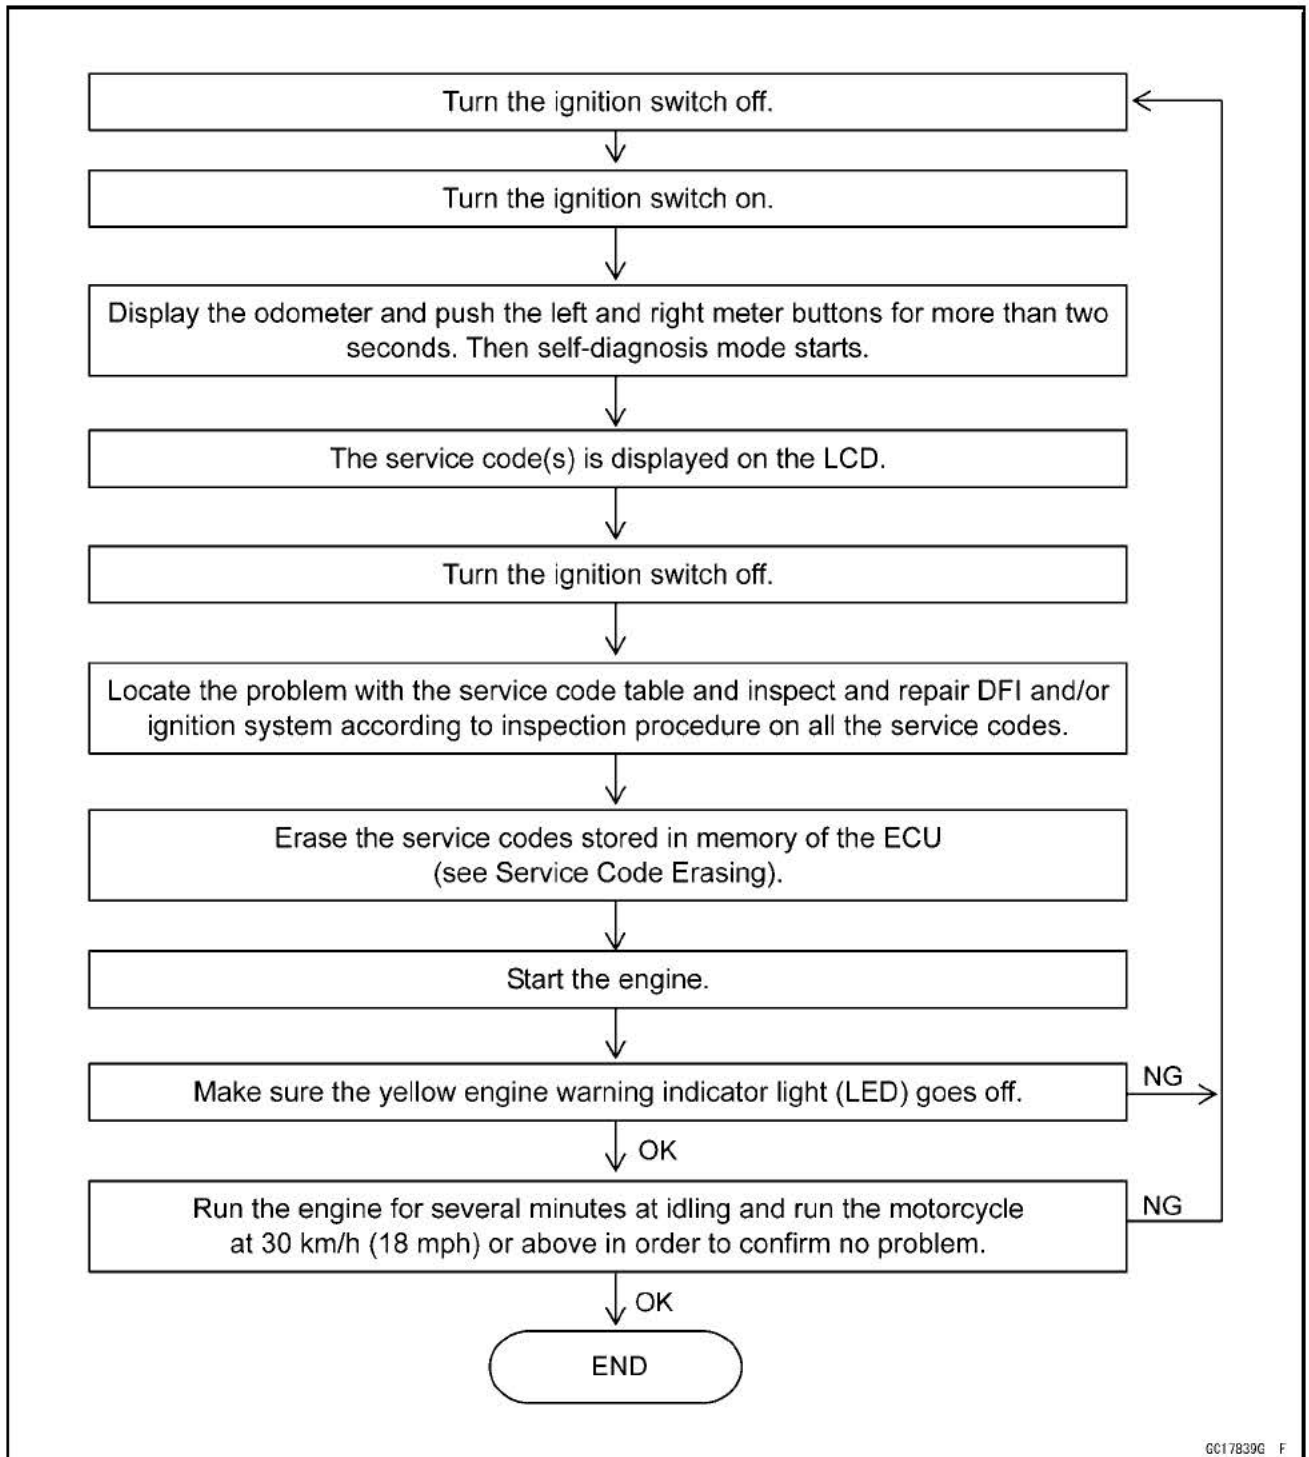 Turn the ignition switch off.
Turn the ignition switch on.
Display the odometer and push the left and right meter buttons for more than two
seconds. Then self-diagnosis mode starts.
The service code(s) is displayed on the LCD.
Turn the ignition switch off.
Locate the problem with the service code table and inspect and repair DFI and/or
ignition system according to inspection procedure on all the service codes.
Erase the service codes stored in memory of the ECU
(see Service Code Erasing).
Start the engine.
Make sure the yellow engine warning indicator light (LED) goes off.
NG
OK
Run the engine for several minutes at idling and run the motorcycle
at 30 km/h (18 mph) or above in order to confirm no problem.
NG
OK
END
GC17839G F